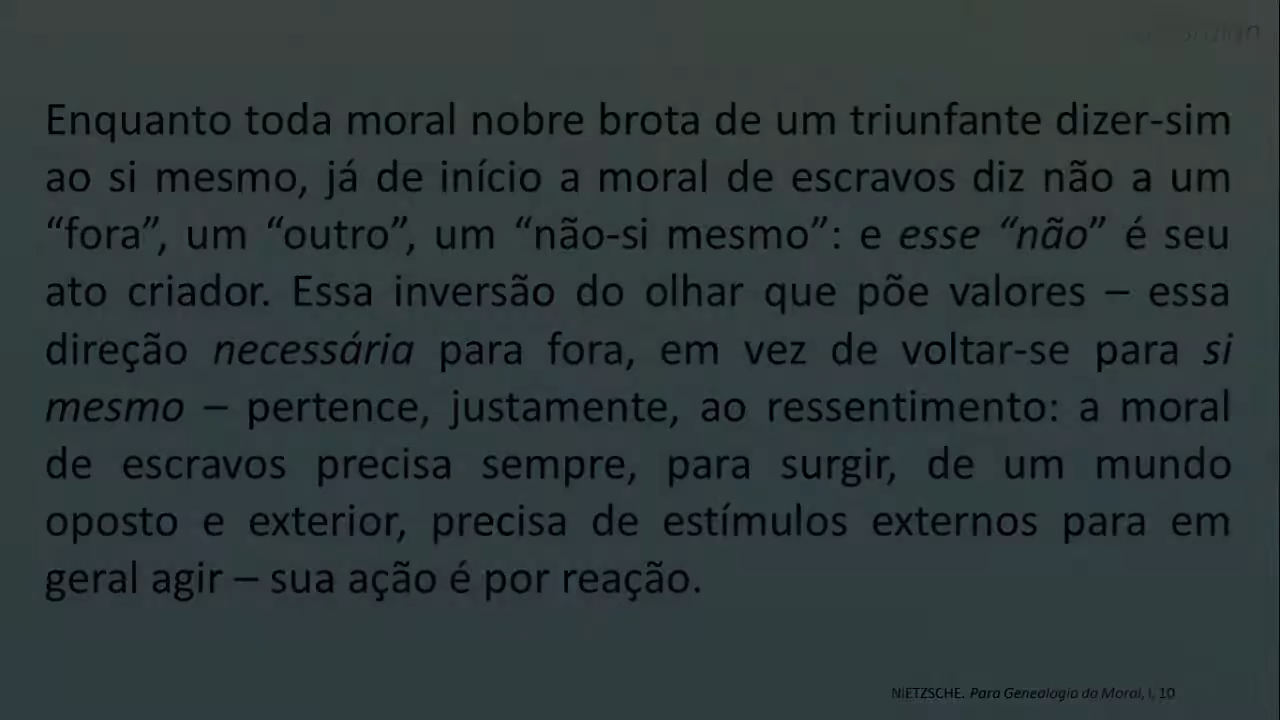 Enquanto toda moral nobre brota de um triunfante dizer-sim
ao si mesmo, já de início a moral de escravos diz não a um
“fora”, um “outro”, um “não-si mesmo”: e esse “não” é seu
ato criador. Essa inversão do olhar que põe valores – essa
direção necessária para fora, em vez de voltar-se para si
mesmo – pertence, justamente, ao ressentimento: a moral
de escravos precisa sempre, para surgir, de um mundo
oposto e exterior, precisa de estímulos externos para em
geral agir – sua ação é por reação.
NIETZSCHE. Para Genealogia da Moral, I, 10